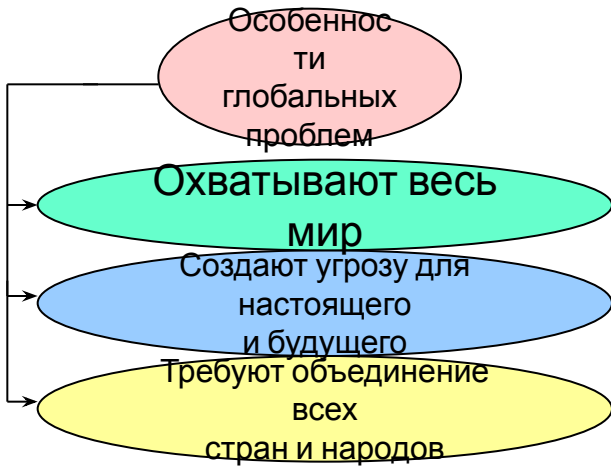 Особеннос
ти
глобальных
проблем
Охватывают весь
мир
Создают угрозу для
настоящего
и будущего
Требуют объединение
всех
стран и народов